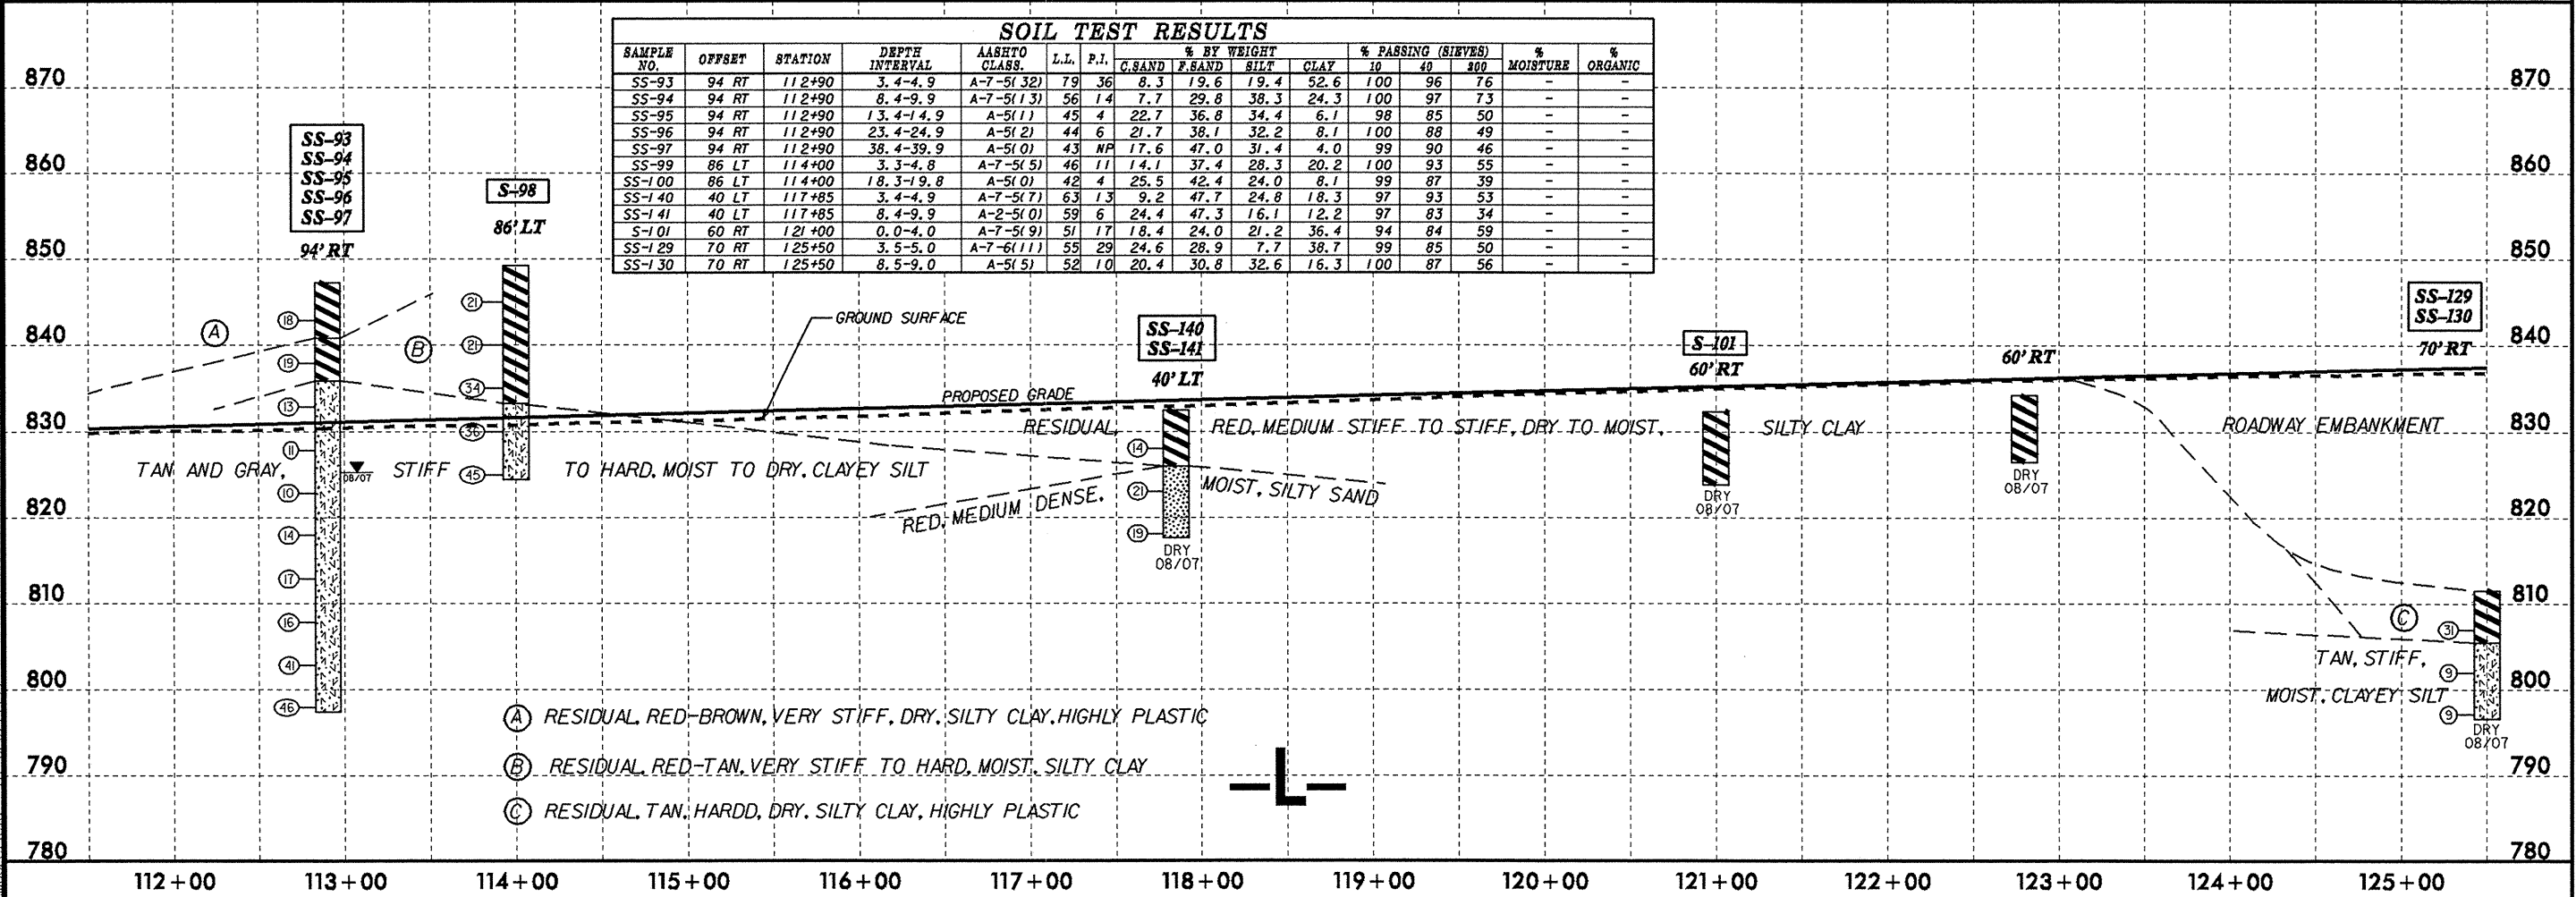 SOIL TEST RESULTS
SAMPLE NO. OFFSET STATION DEPTH INTERVAL AASHTO CLASS. L.L. P.I. % BY WEIGHT % PASSING (SIEVES) % MOISTURE % ORGANIC
C.SAND F.SAND SILT CLAY 10 40 200
SS-93 94 RT 112+90 3.4-4.9 A-7-5(32) 79 36 8.3 19.6 19.4 52.6 100 96 76 - -
SS-94 94 RT 112+90 8.4-9.9 A-7-5(13) 56 14 7.7 29.8 38.3 24.3 100 97 73 - -
SS-95 94 RT 112+90 13.4-14.9 A-5(1) 45 4 22.7 36.8 34.4 6.1 98 85 50 - -
SS-96 94 RT 112+90 23.4-24.9 A-5(2) 44 6 21.7 38.1 32.2 8.1 100 88 49 - -
SS-97 94 RT 112+90 38.4-39.9 A-5(0) 43 NP 17.6 47.0 31.4 4.0 99 90 46 - -
SS-99 86 LT 114+00 3.3-4.8 A-7-5(5) 46 11 14.1 37.4 28.3 20.2 100 93 55 - -
SS-100 86 LT 114+00 18.3-19.8 A-5(0) 42 4 25.5 42.4 24.0 8.1 99 87 39 - -
SS-140 40 LT 117+85 3.4-4.9 A-7-5(7) 63 13 9.2 47.7 24.8 18.3 97 93 53 - -
SS-141 40 LT 117+85 8.4-9.9 A-2-5(0) 59 6 24.4 47.3 16.1 12.2 97 83 34 - -
S-101 60 RT 121+00 0.0-4.0 A-7-5(9) 51 17 18.4 24.0 21.2 36.4 94 84 59 - -
SS-129 70 RT 125+50 3.5-5.0 A-7-6(11) 55 29 24.6 28.9 7.7 38.7 99 85 50 - -
SS-130 70 RT 125+50 8.5-9.0 A-5(5) 52 10 20.4 30.8 32.6 16.3 100 87 56 - -
870
860
850
840
830
820
810
800
790
780
870
860
850
840
830
820
810
800
790
780
SS-93
SS-94
SS-95
SS-96
SS-97
94' RT
18
19
13
11
10
14
17
16
41
46
08/07
S-98
86' LT
21
21
34
36
45
A
B
GROUND SURFACE
PROPOSED GRADE
SS-140
SS-141
40' LT
14
21
19
DRY
08/07
S-101
60' RT
DRY
08/07
60' RT
DRY
08/07
SS-129
SS-130
70' RT
31
9
9
DRY
08/07
RESIDUAL, RED, MEDIUM STIFF TO STIFF, DRY TO MOIST, SILTY CLAY
ROADWAY EMBANKMENT
TAN AND GRAY, STIFF TO HARD, MOIST TO DRY, CLAYEY SILT
RED, MEDIUM DENSE, MOIST, SILTY SAND
C
TAN, STIFF,
MOIST, CLAYEY SILT
A RESIDUAL, RED-BROWN, VERY STIFF, DRY, SILTY CLAY, HIGHLY PLASTIC
B RESIDUAL, RED-TAN, VERY STIFF TO HARD, MOIST, SILTY CLAY
C RESIDUAL, TAN, HARDD, DRY, SILTY CLAY, HIGHLY PLASTIC
-L-
112+00 113+00 114+00 115+00 116+00 117+00 118+00 119+00 120+00 121+00 122+00 123+00 124+00 125+00